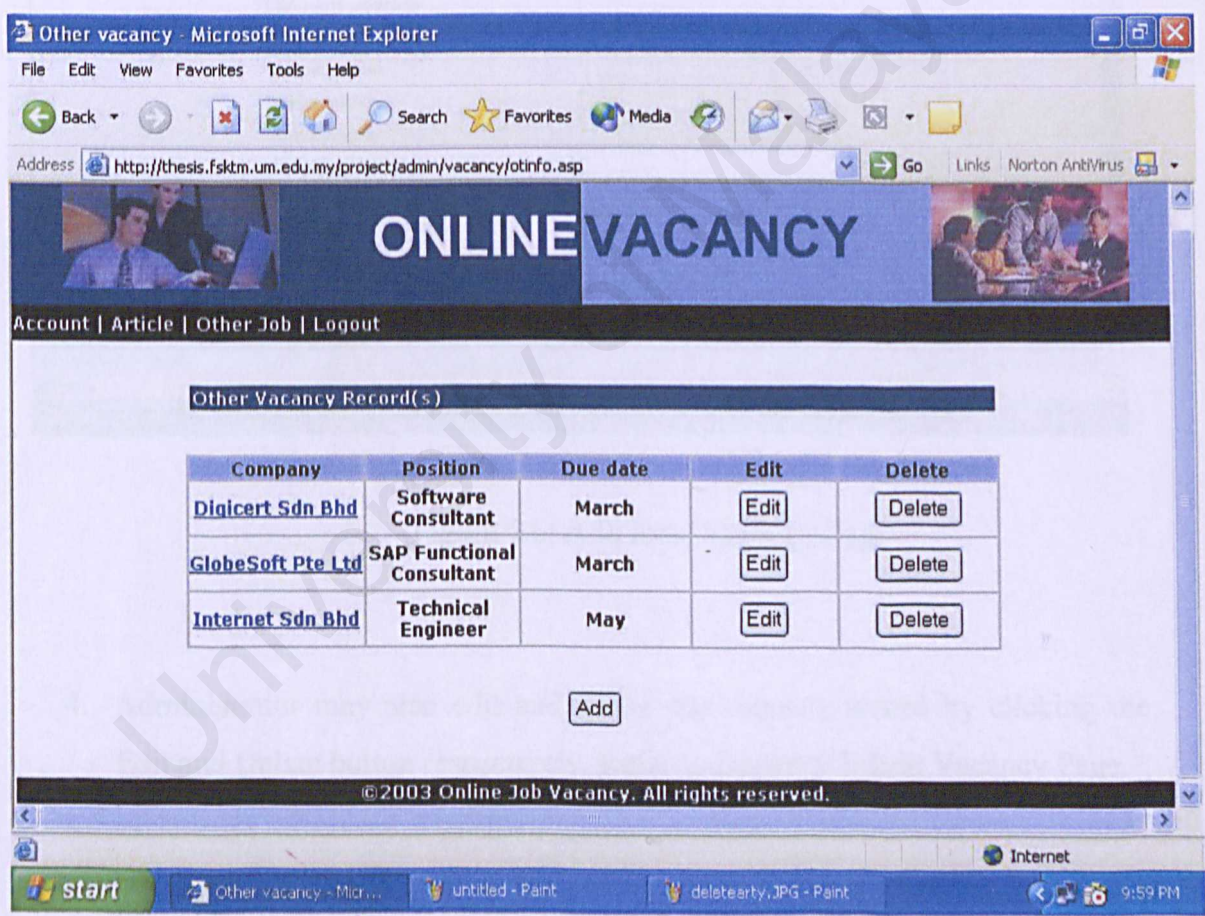 Other vacancy - Microsoft Internet Explorer
File Edit View Favorites Tools Help
Back Search Favorites Media
Address http://thesis.fsktm.um.edu.my/project/admin/vacancy/otinfo.asp Go Links Norton AntiVirus
ONLINE VACANCY
Account | Article | Other Job | Logout
Other Vacancy Record(s)
Company Position Due date Edit Delete
Digicert Sdn Bhd Software Consultant March Edit Delete
GlobeSoft Pte Ltd SAP Functional Consultant March Edit Delete
Internet Sdn Bhd Technical Engineer May Edit Delete
Add
©2003 Online Job Vacancy. All rights reserved.
Internet
start Other vacancy - Micr... untitled - Paint deletearty.JPG - Paint 9:59 PM
University of Malaya